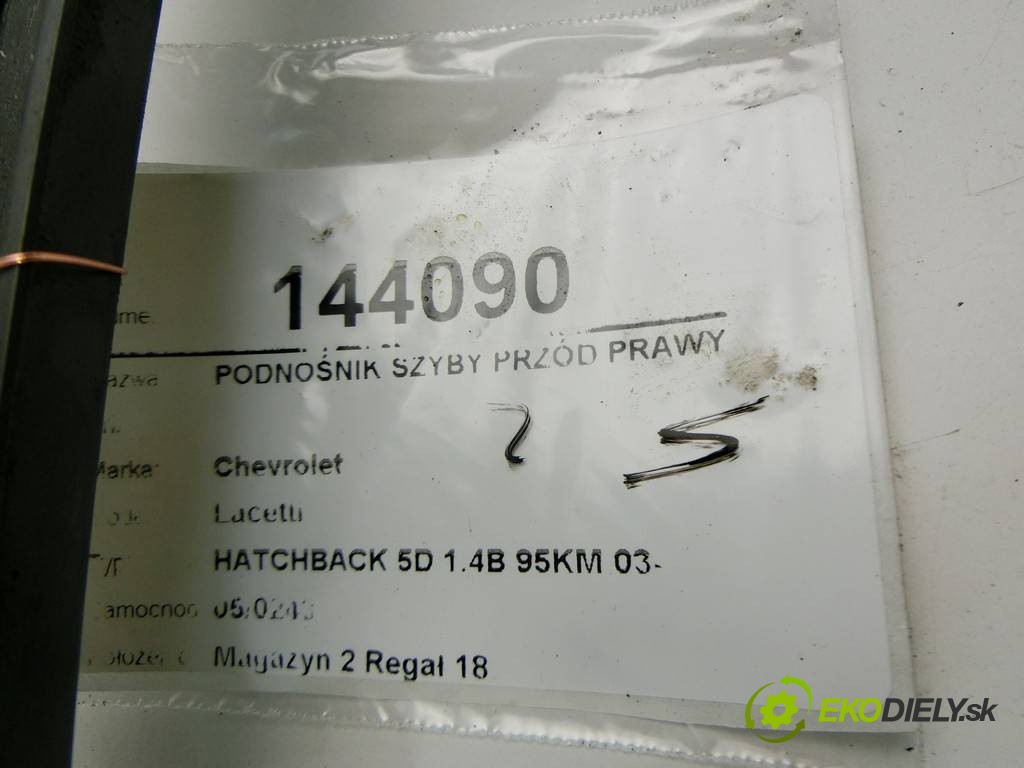 144090
PODNOŚNIK SZYBY PRZÓD PRAWY
Marka: Chevrolet
Lacetti
HATCHBACK 5D 1.4B 95KM 03-
Magazyn 2 Regał 18
EKODIELY.sk